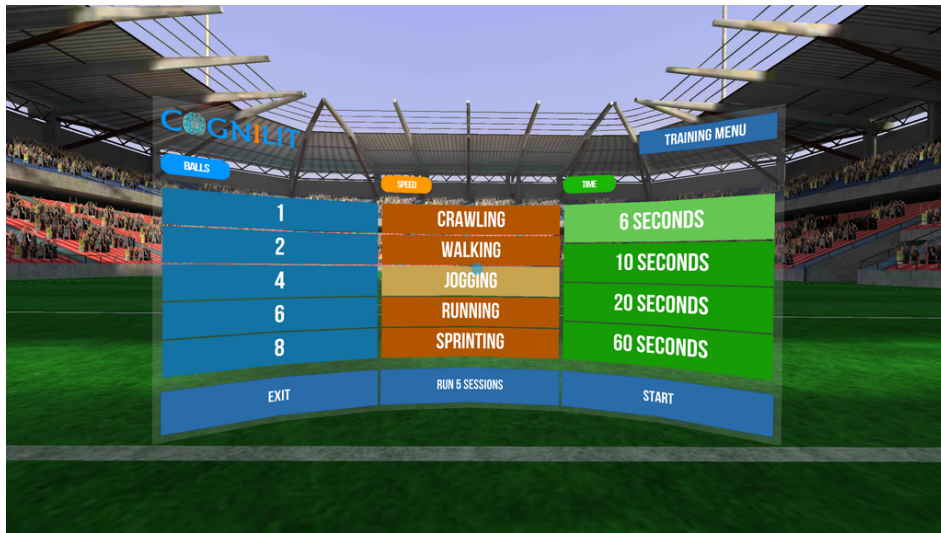 COGNILIT
TRAINING MENU
BALLS
SPEED
TIME
1
2
4
6
8
CRAWLING
WALKING
JOGGING
RUNNING
SPRINTING
6 SECONDS
10 SECONDS
20 SECONDS
60 SECONDS
EXIT
RUN 5 SESSIONS
START